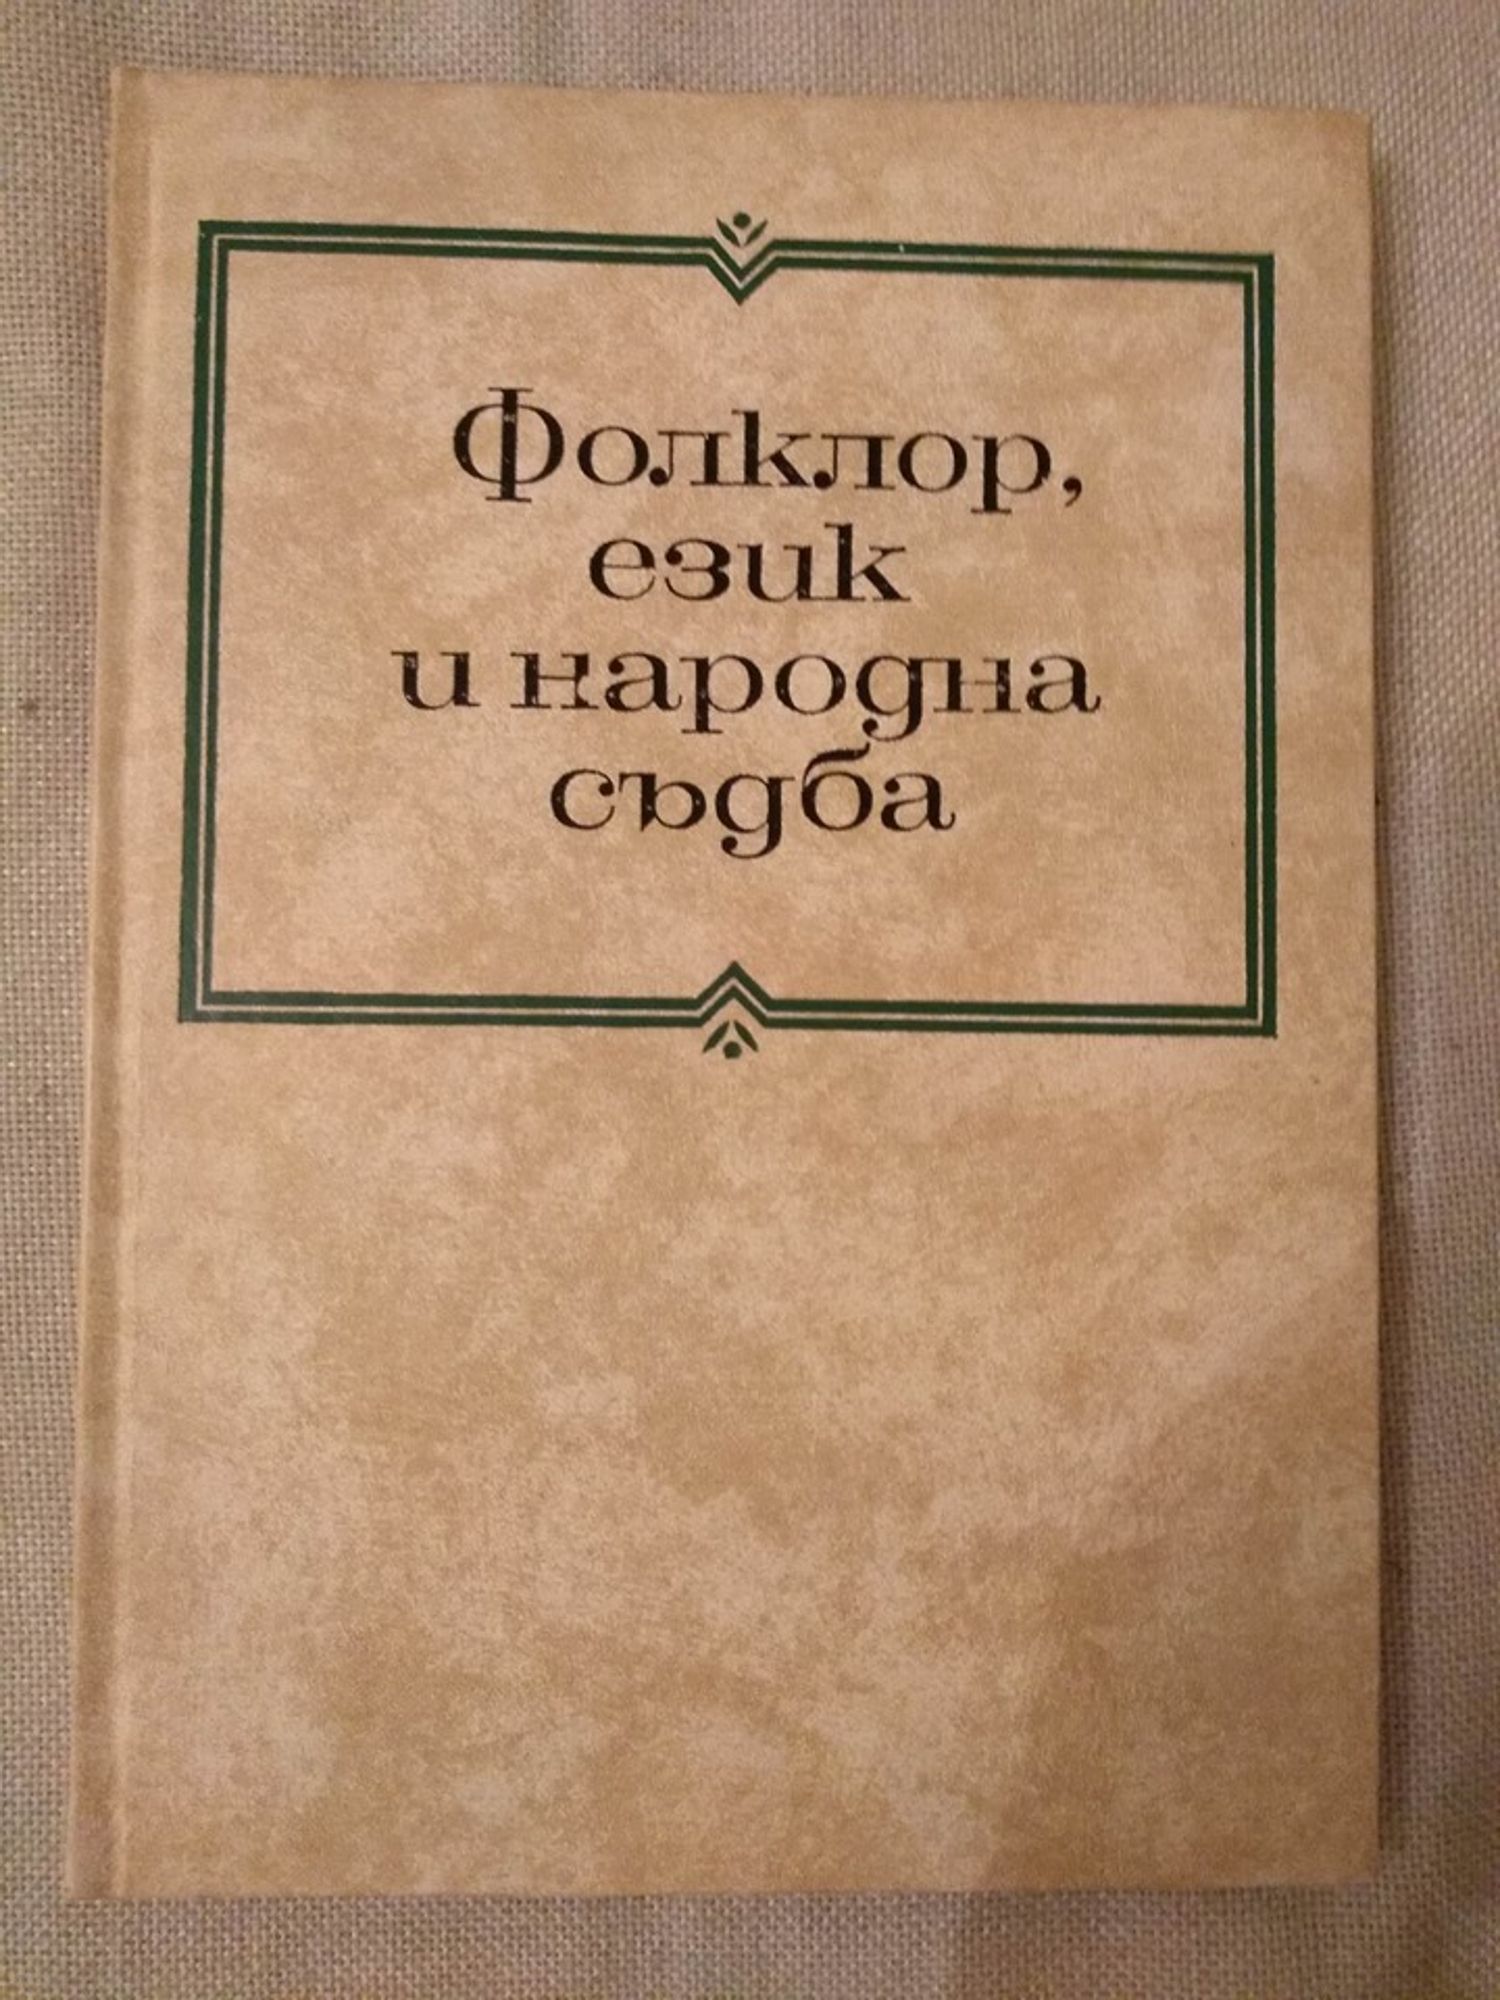 Фолклор,
език
и народна
съдба